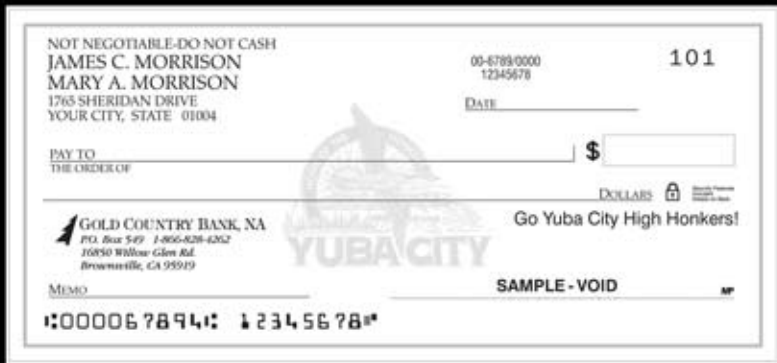 NOT NEGOTIABLE-DO NOT CASH
JAMES C. MORRISON
MARY A. MORRISON
1765 SHERIDAN DRIVE
YOUR CITY, STATE 01004
00-6789/0000
12345678
101
DATE
PAY TO
THE ORDER OF
$
DOLLARS
YUBA CITY
GOLD COUNTRY BANK, NA
P.O. Box 549 1-866-828-4262
16850 Willow Glen Rd.
Brownsville, CA 95919
Go Yuba City High Honkers!
MEMO
SAMPLE - VOID
MP
⑆000067894⑆ 12345678⑈